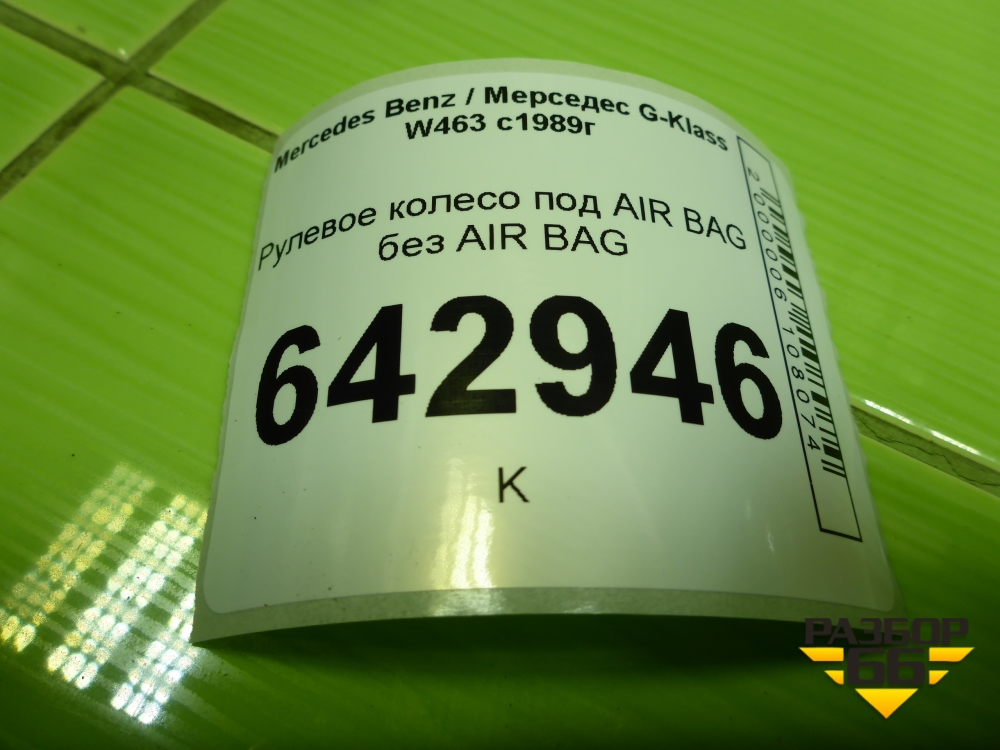 Mercedes Benz / Мерседес G-Klass
W463 с1989г
Рулевое колесо под AIR BAG
без AIR BAG
642946
К
2000006108074
РАЗБОР
66